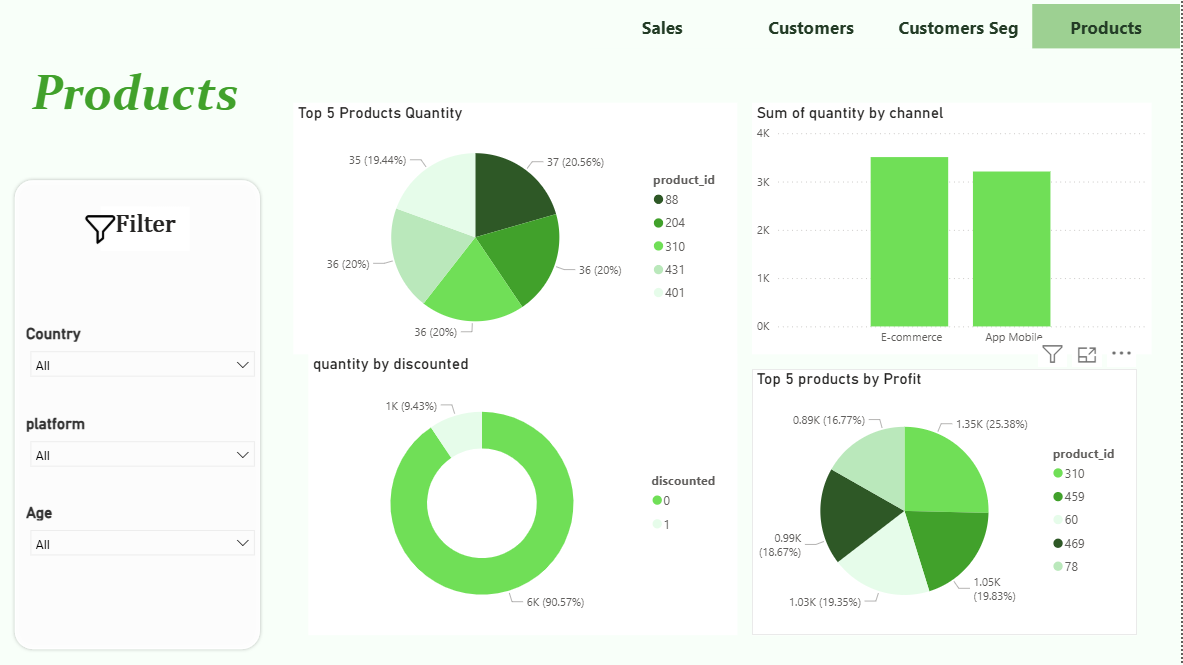 Sales
Customers
Customers Seg
Products
Products
Filter
Country
All
platform
All
Age
All
Top 5 Products Quantity
35 (19.44%)
37 (20.56%)
36 (20%)
36 (20%)
36 (20%)
product_id
88
204
310
431
401
Sum of quantity by channel
4K
3K
2K
1K
0K
E-commerce
App Mobile
quantity by discounted
1K (9.43%)
6K (90.57%)
discounted
0
1
Top 5 products by Profit
0.89K (16.77%)
1.35K (25.38%)
0.99K
(18.67%)
1.05K
(19.83%)
1.03K (19.35%)
product_id
310
459
60
469
78